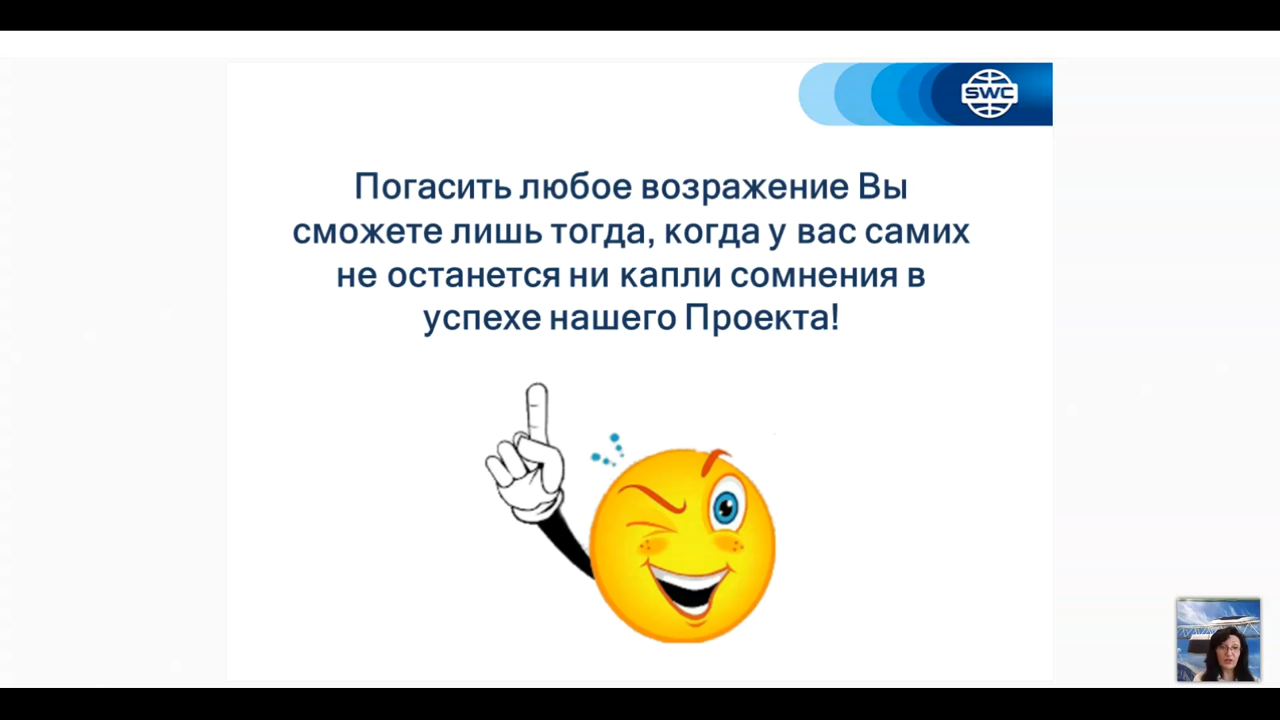 SWC
Погасить любое возражение Вы
сможете лишь тогда, когда у вас самих
не останется ни капли сомнения в
успехе нашего Проекта!